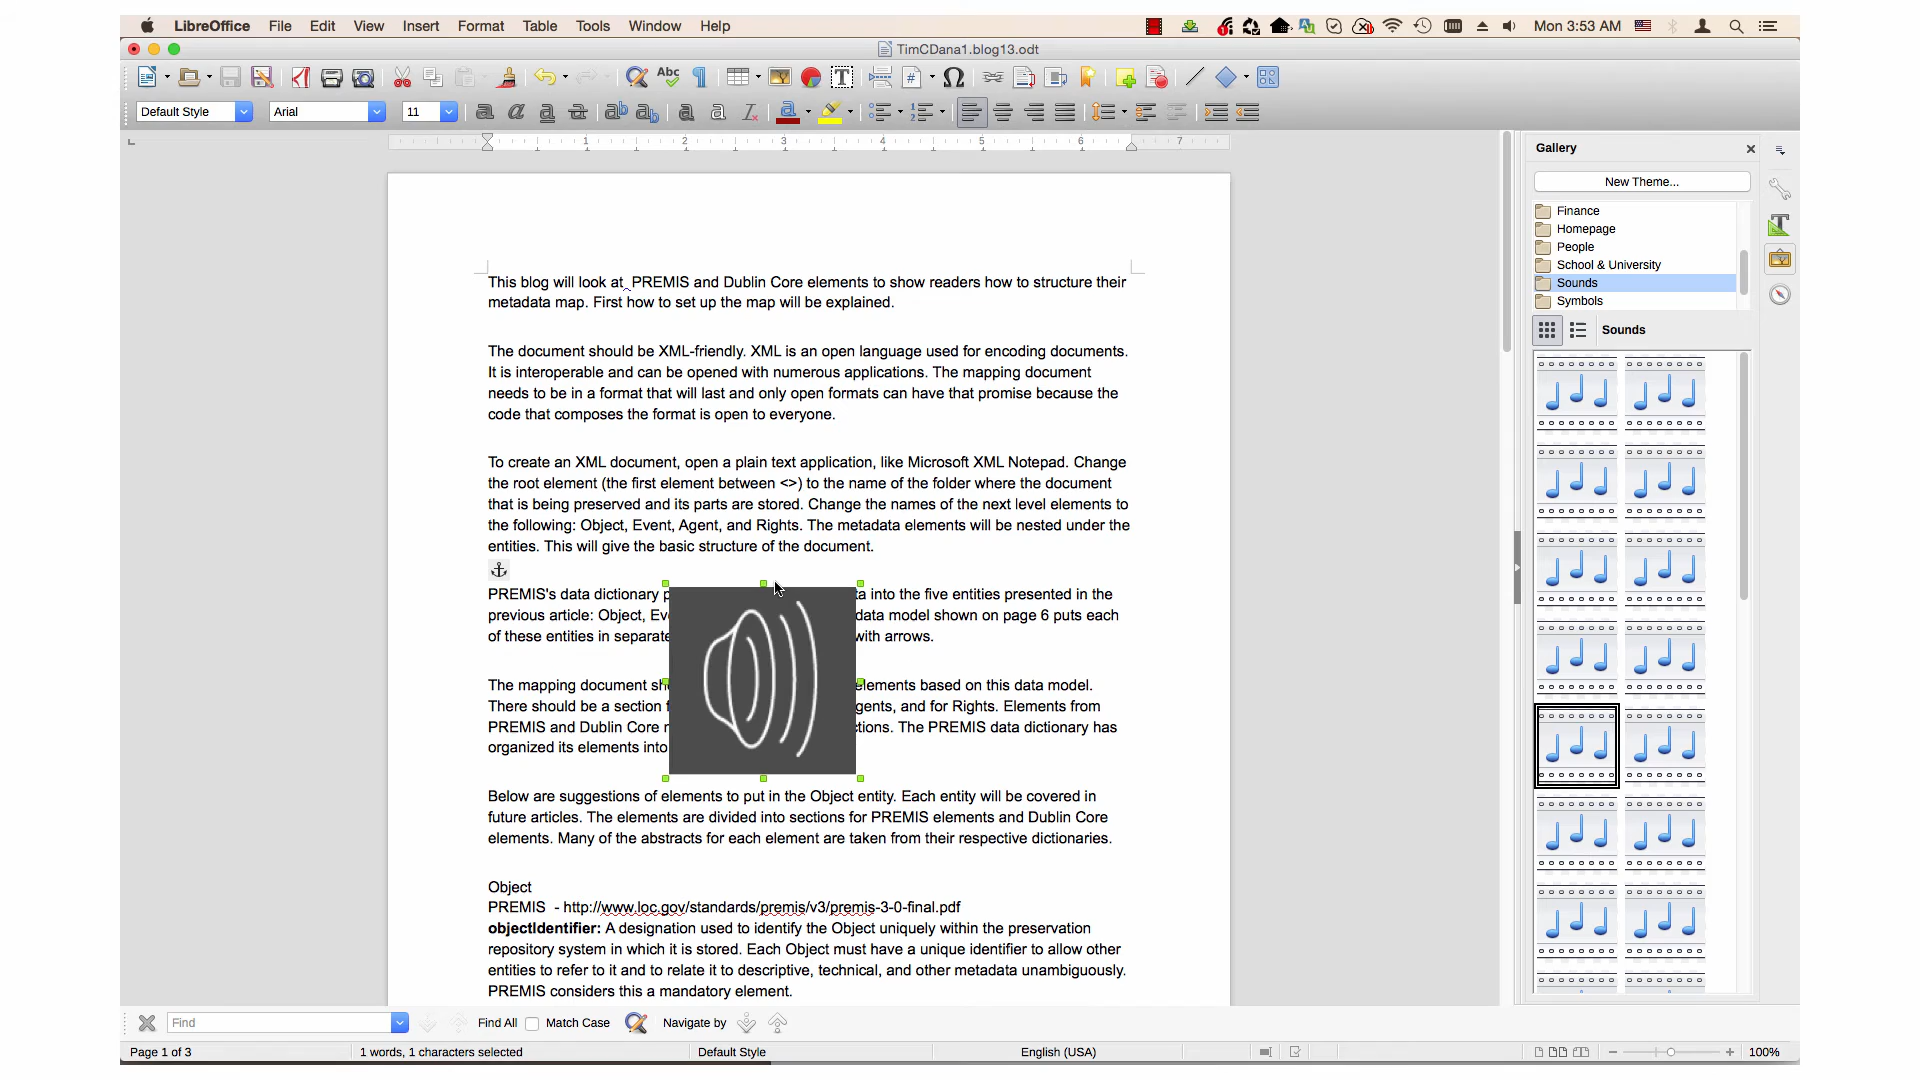 LibreOffice File Edit View Insert Format Table Tools Window Help Mon 3:53 AM
TimCDana1.blog13.odt
Abc
Default Style Arial 11
1 2 3 4 5 6 7
Gallery
New Theme...
Finance
Homepage
People
School & University
Sounds
Symbols
Sounds
This blog will look at  PREMIS and Dublin Core elements to show readers how to structure their
metadata map. First how to set up the map will be explained.
The document should be XML-friendly. XML is an open language used for encoding documents.
It is interoperable and can be opened with numerous applications. The mapping document
needs to be in a format that will last and only open formats can have that promise because the
code that composes the format is open to everyone.
To create an XML document, open a plain text application, like Microsoft XML Notepad. Change
the root element (the first element between <>) to the name of the folder where the document
that is being preserved and its parts are stored. Change the names of the next level elements to
the following: Object, Event, Agent, and Rights. The metadata elements will be nested under the
entities. This will give the basic structure of the document.
PREMIS's data dictionary into the five entities presented in the
previous article: Object, data model shown on page 6 puts each
of these entities in separate with arrows.
The mapping document elements based on this data model.
There should be a section and for Rights. Elements from
PREMIS and Dublin Core The PREMIS data dictionary has
organized its elements into
Below are suggestions of elements to put in the Object entity. Each entity will be covered in
future articles. The elements are divided into sections for PREMIS elements and Dublin Core
elements. Many of the abstracts for each element are taken from their respective dictionaries.
Object
PREMIS  - http://www.loc.gov/standards/premis/v3/premis-3-0-final.pdf
objectIdentifier: A designation used to identify the Object uniquely within the preservation
repository system in which it is stored. Each Object must have a unique identifier to allow other
entities to refer to it and to relate it to descriptive, technical, and other metadata unambiguously.
PREMIS considers this a mandatory element.
Find Find All Match Case Navigate by
Page 1 of 3 1 words, 1 characters selected Default Style English (USA) 100%